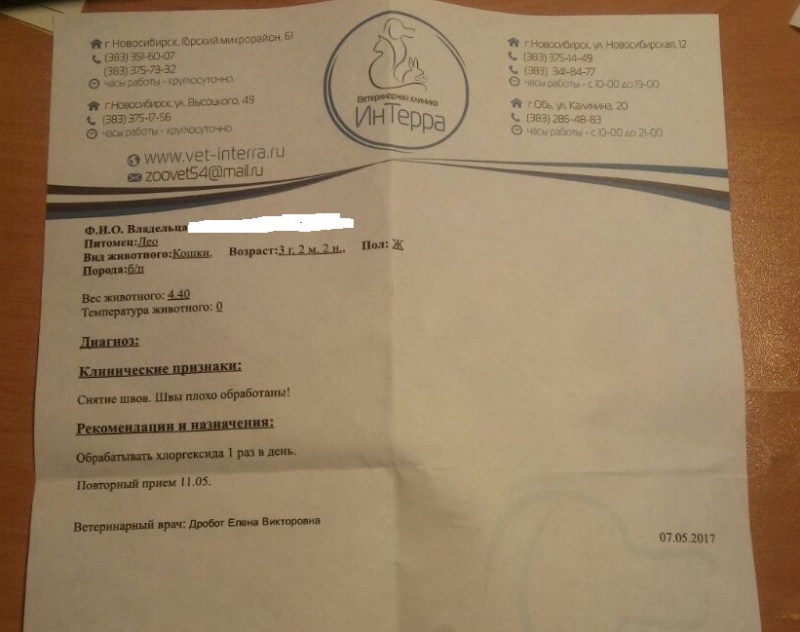 г.Новосибирск, Горский микрорайон, 61
(383) 351-60-07
(383) 375-73-32
часы работы - круглосуточно
г.Новосибирск, ул. Высоцкого, 49
(383) 375-17-56
часы работы - круглосуточно
www.vet-interra.ru
zoovet54@mail.ru
Ветеринарная клиника
ИнТерра
г.Новосибирск, ул. Новосибирская, 12
(383) 375-14-49
(383) 341-84-77
часы работы - с 10-00 до 19-00
г.Обь, ул. Калинина, 20
(383) 286-48-83
часы работы - с 10-00 до 21-00
Ф.И.О. Владельца
Питомец:Лео
Вид животного:Кошки, Возраст:3 г. 2 м. 2 н., Пол: Ж
Порода:б/п
Вес животного: 4.40
Температура животного: 0
Диагноз:
Клинические признаки:
Снятие швов. Швы плохо обработаны!
Рекомендации и назначения:
Обрабатывать хлоргексида 1 раз в день.
Повторный прием 11.05.
Ветеринарный врач: Дробот Елена Викторовна
07.05.2017